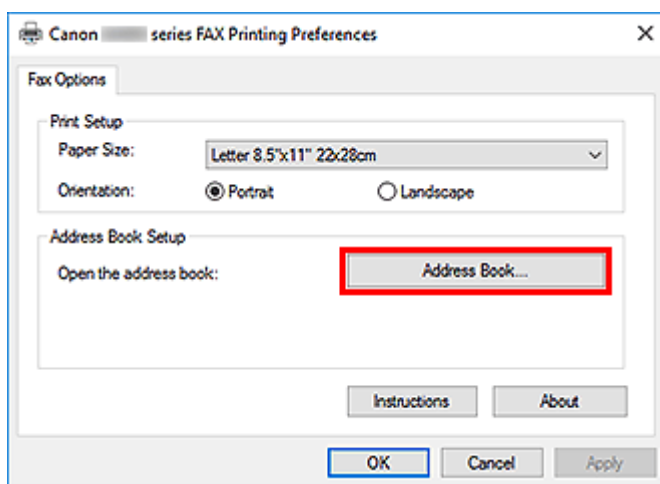 Canon series FAX Printing Preferences
Fax Options
Print Setup
Paper Size: Letter 8.5"x11" 22x28cm
Orientation: Portrait Landscape
Address Book Setup
Open the address book: Address Book...
Instructions About
OK Cancel Apply